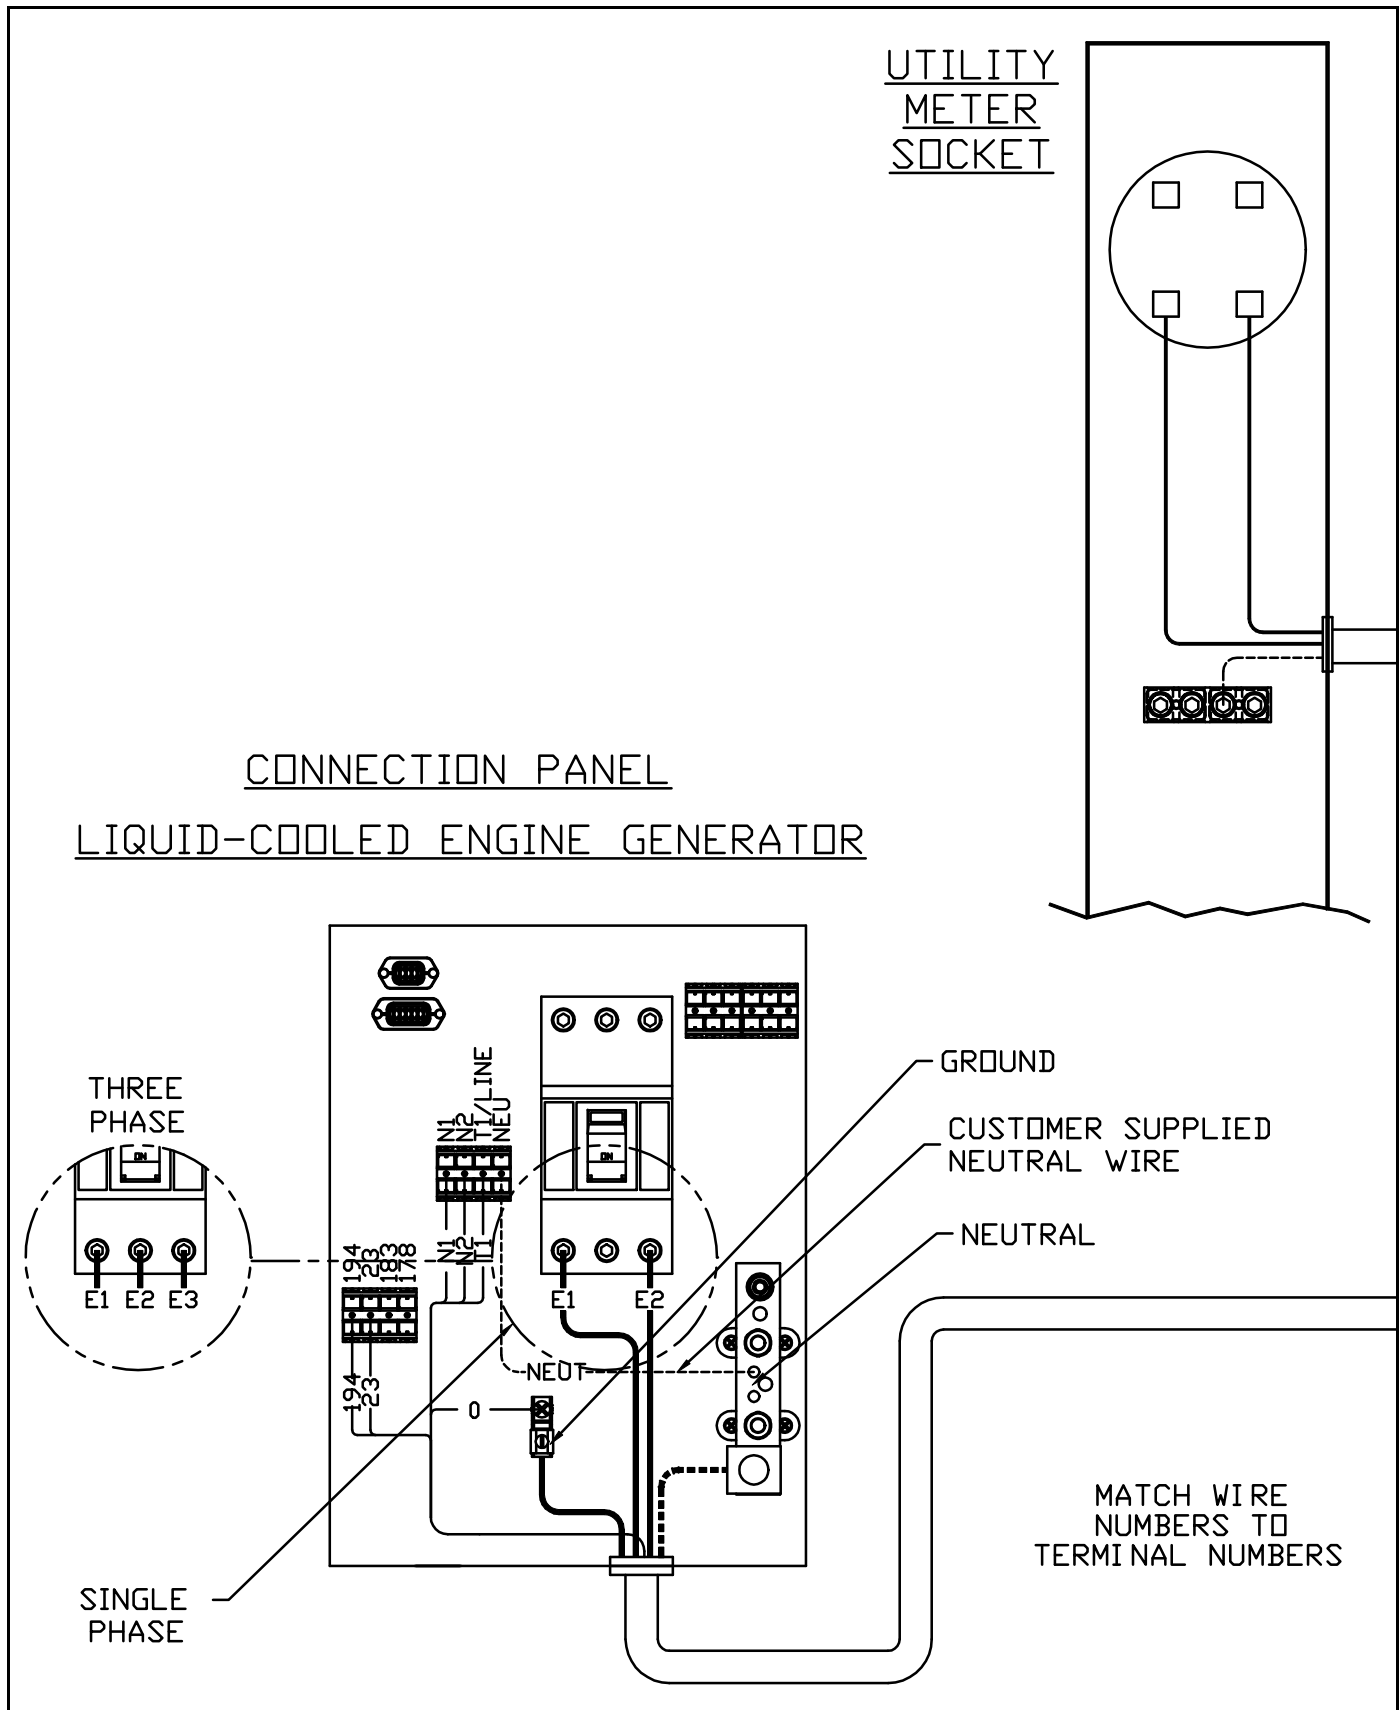 UTILITY
METER
SOCKET
CONNECTION PANEL
LIQUID-COOLED ENGINE GENERATOR
THREE
PHASE
ON
E1 E2 E3
N1
N2
T1/LINE
NEU
194
23
183
178
N1
N2
T1
ON
E1
E2
GROUND
CUSTOMER SUPPLIED
NEUTRAL WIRE
NEUTRAL
NEUT
194
23
0
SINGLE
PHASE
MATCH WIRE
NUMBERS TO
TERMINAL NUMBERS